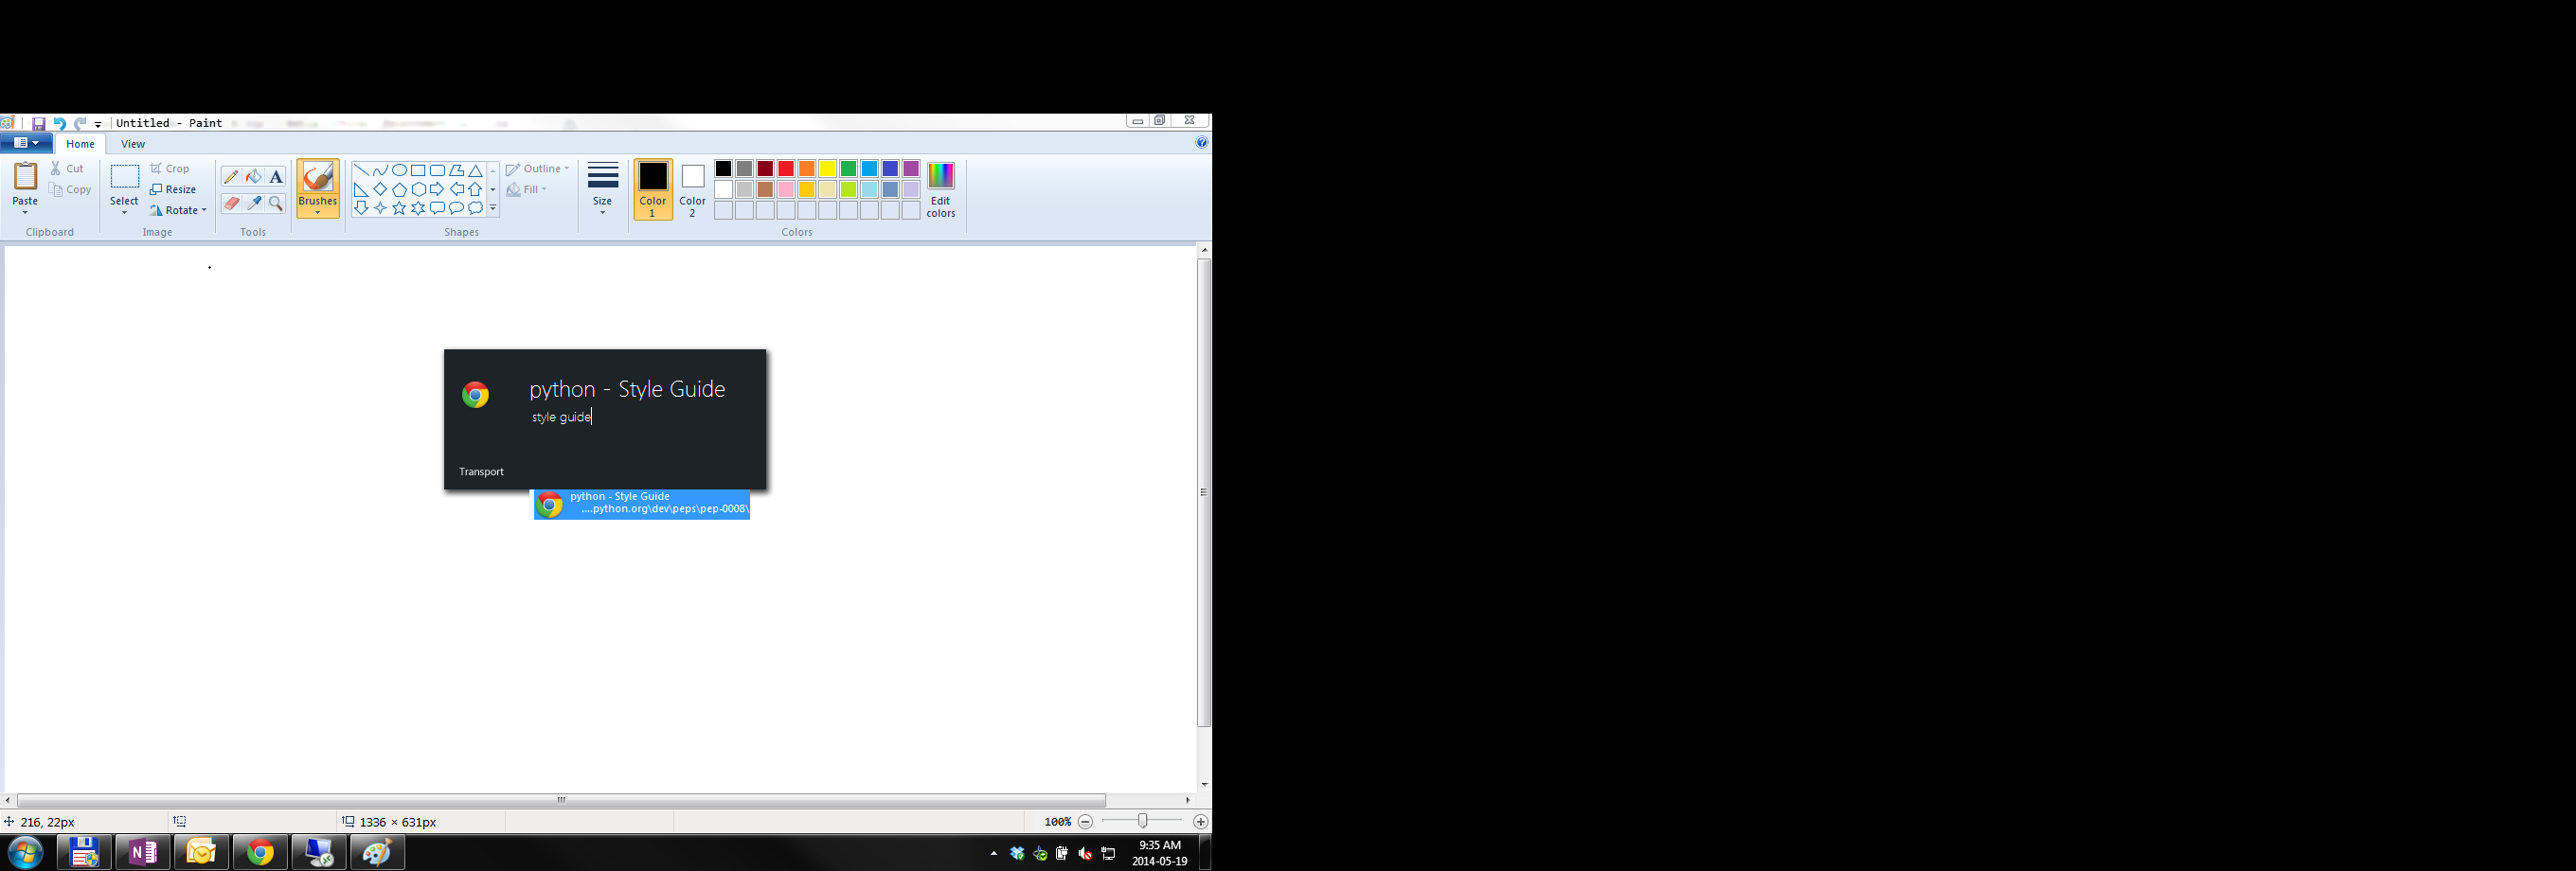 Untitled - Paint
Home View
Paste
Cut
Copy
Clipboard
Select
Crop
Resize
Rotate
Image
A
Tools
Brushes
Outline
Fill
Shapes
Size
Color 1
Color 2
Edit colors
Colors
python - Style Guide
style guide
Transport
python - Style Guide
....python.org\dev\peps\pep-0008\
216, 22px
1336 × 631px
100%
9:35 AM
2014-05-19